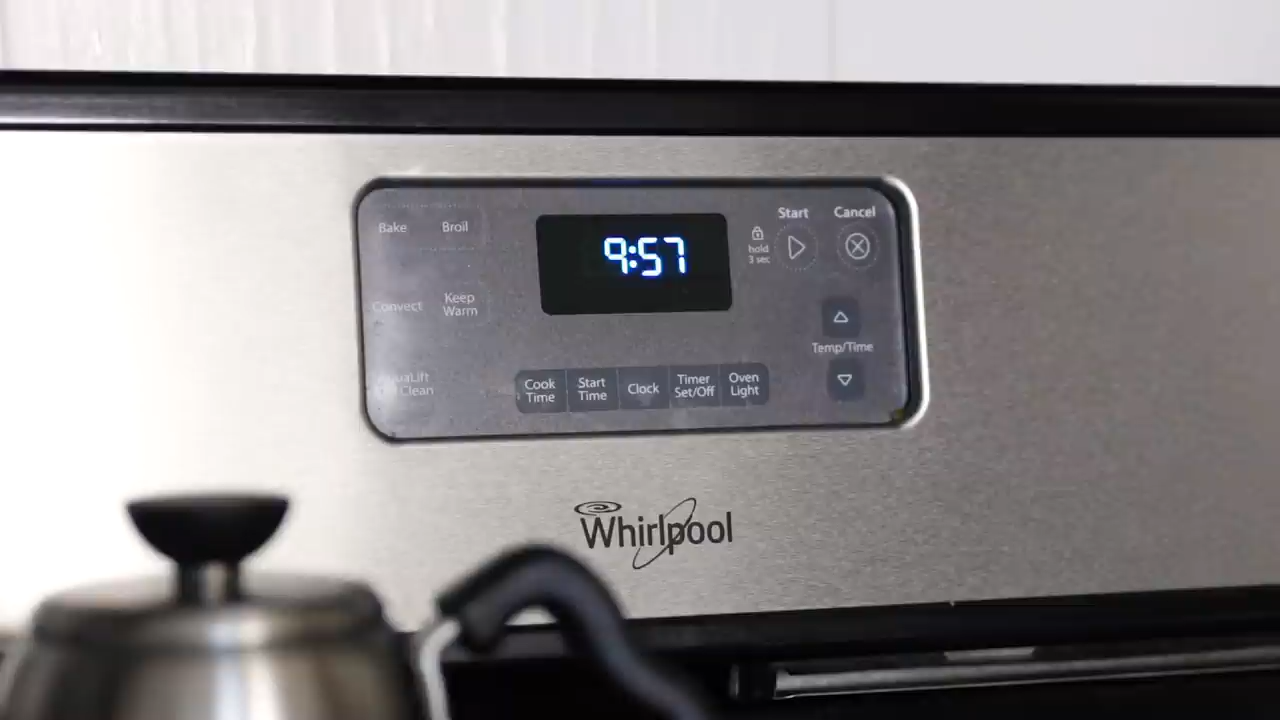 Bake
Broil
9:57
hold
3 sec
Start
Cancel
Convect
Keep
Warm
Temp/Time
Clean
Cook
Time
Start
Time
Clock
Timer
Set/Off
Oven
Light
Whirlpool